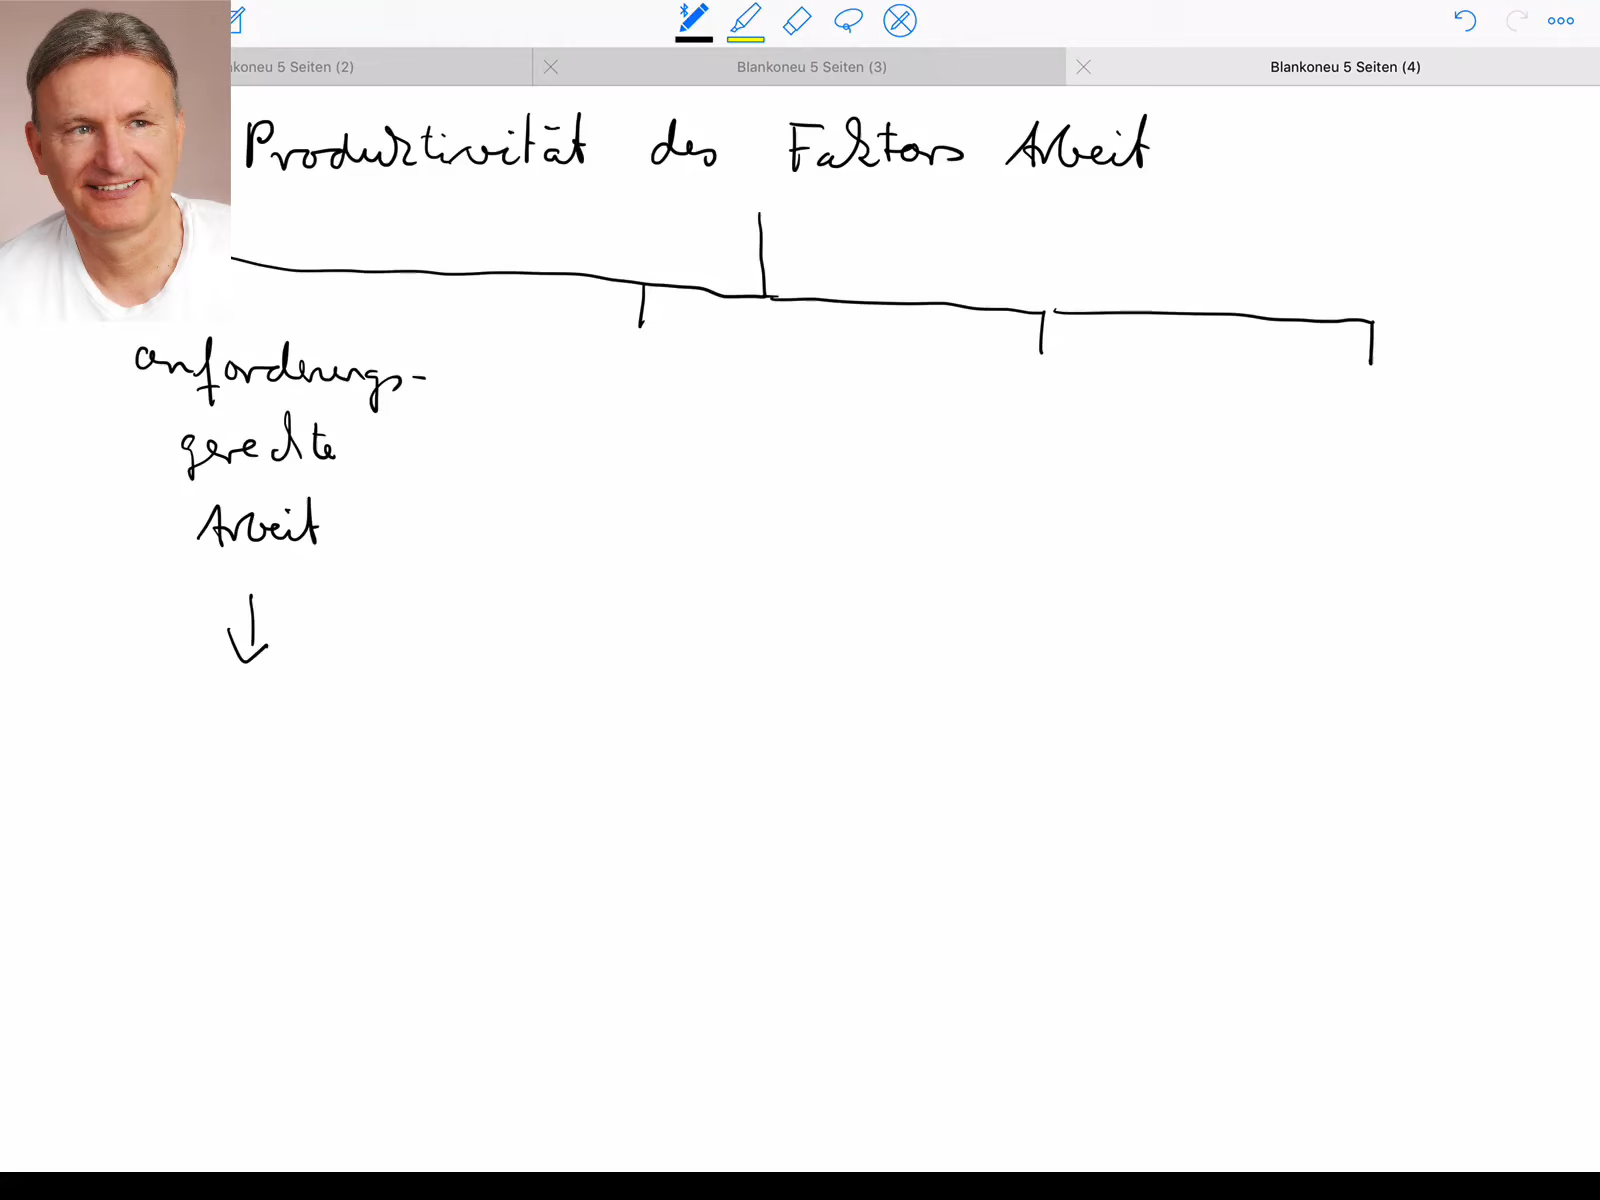 koneu 5 Seiten (2)
Blankoneu 5 Seiten (3)
Blankoneu 5 Seiten (4)
Produktivität des Faktors Arbeit
anforderungs-
gerechte
Arbeit